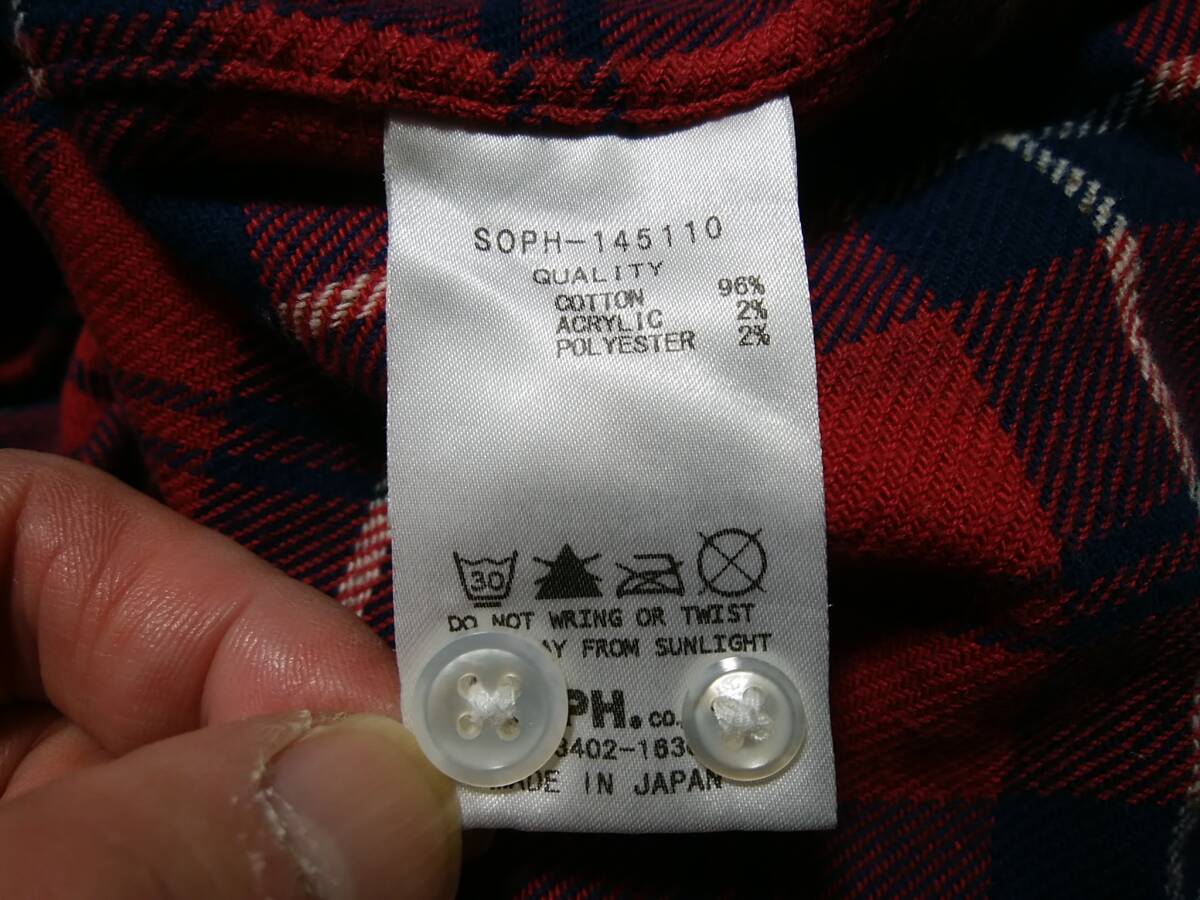 SOPH-145110
QUALITY
COTTON 96%
ACRYLIC 2%
POLYESTER 2%
30
DO NOT WRING OR TWIST
FROM SUNLIGHT
CO.,
MADE IN JAPAN